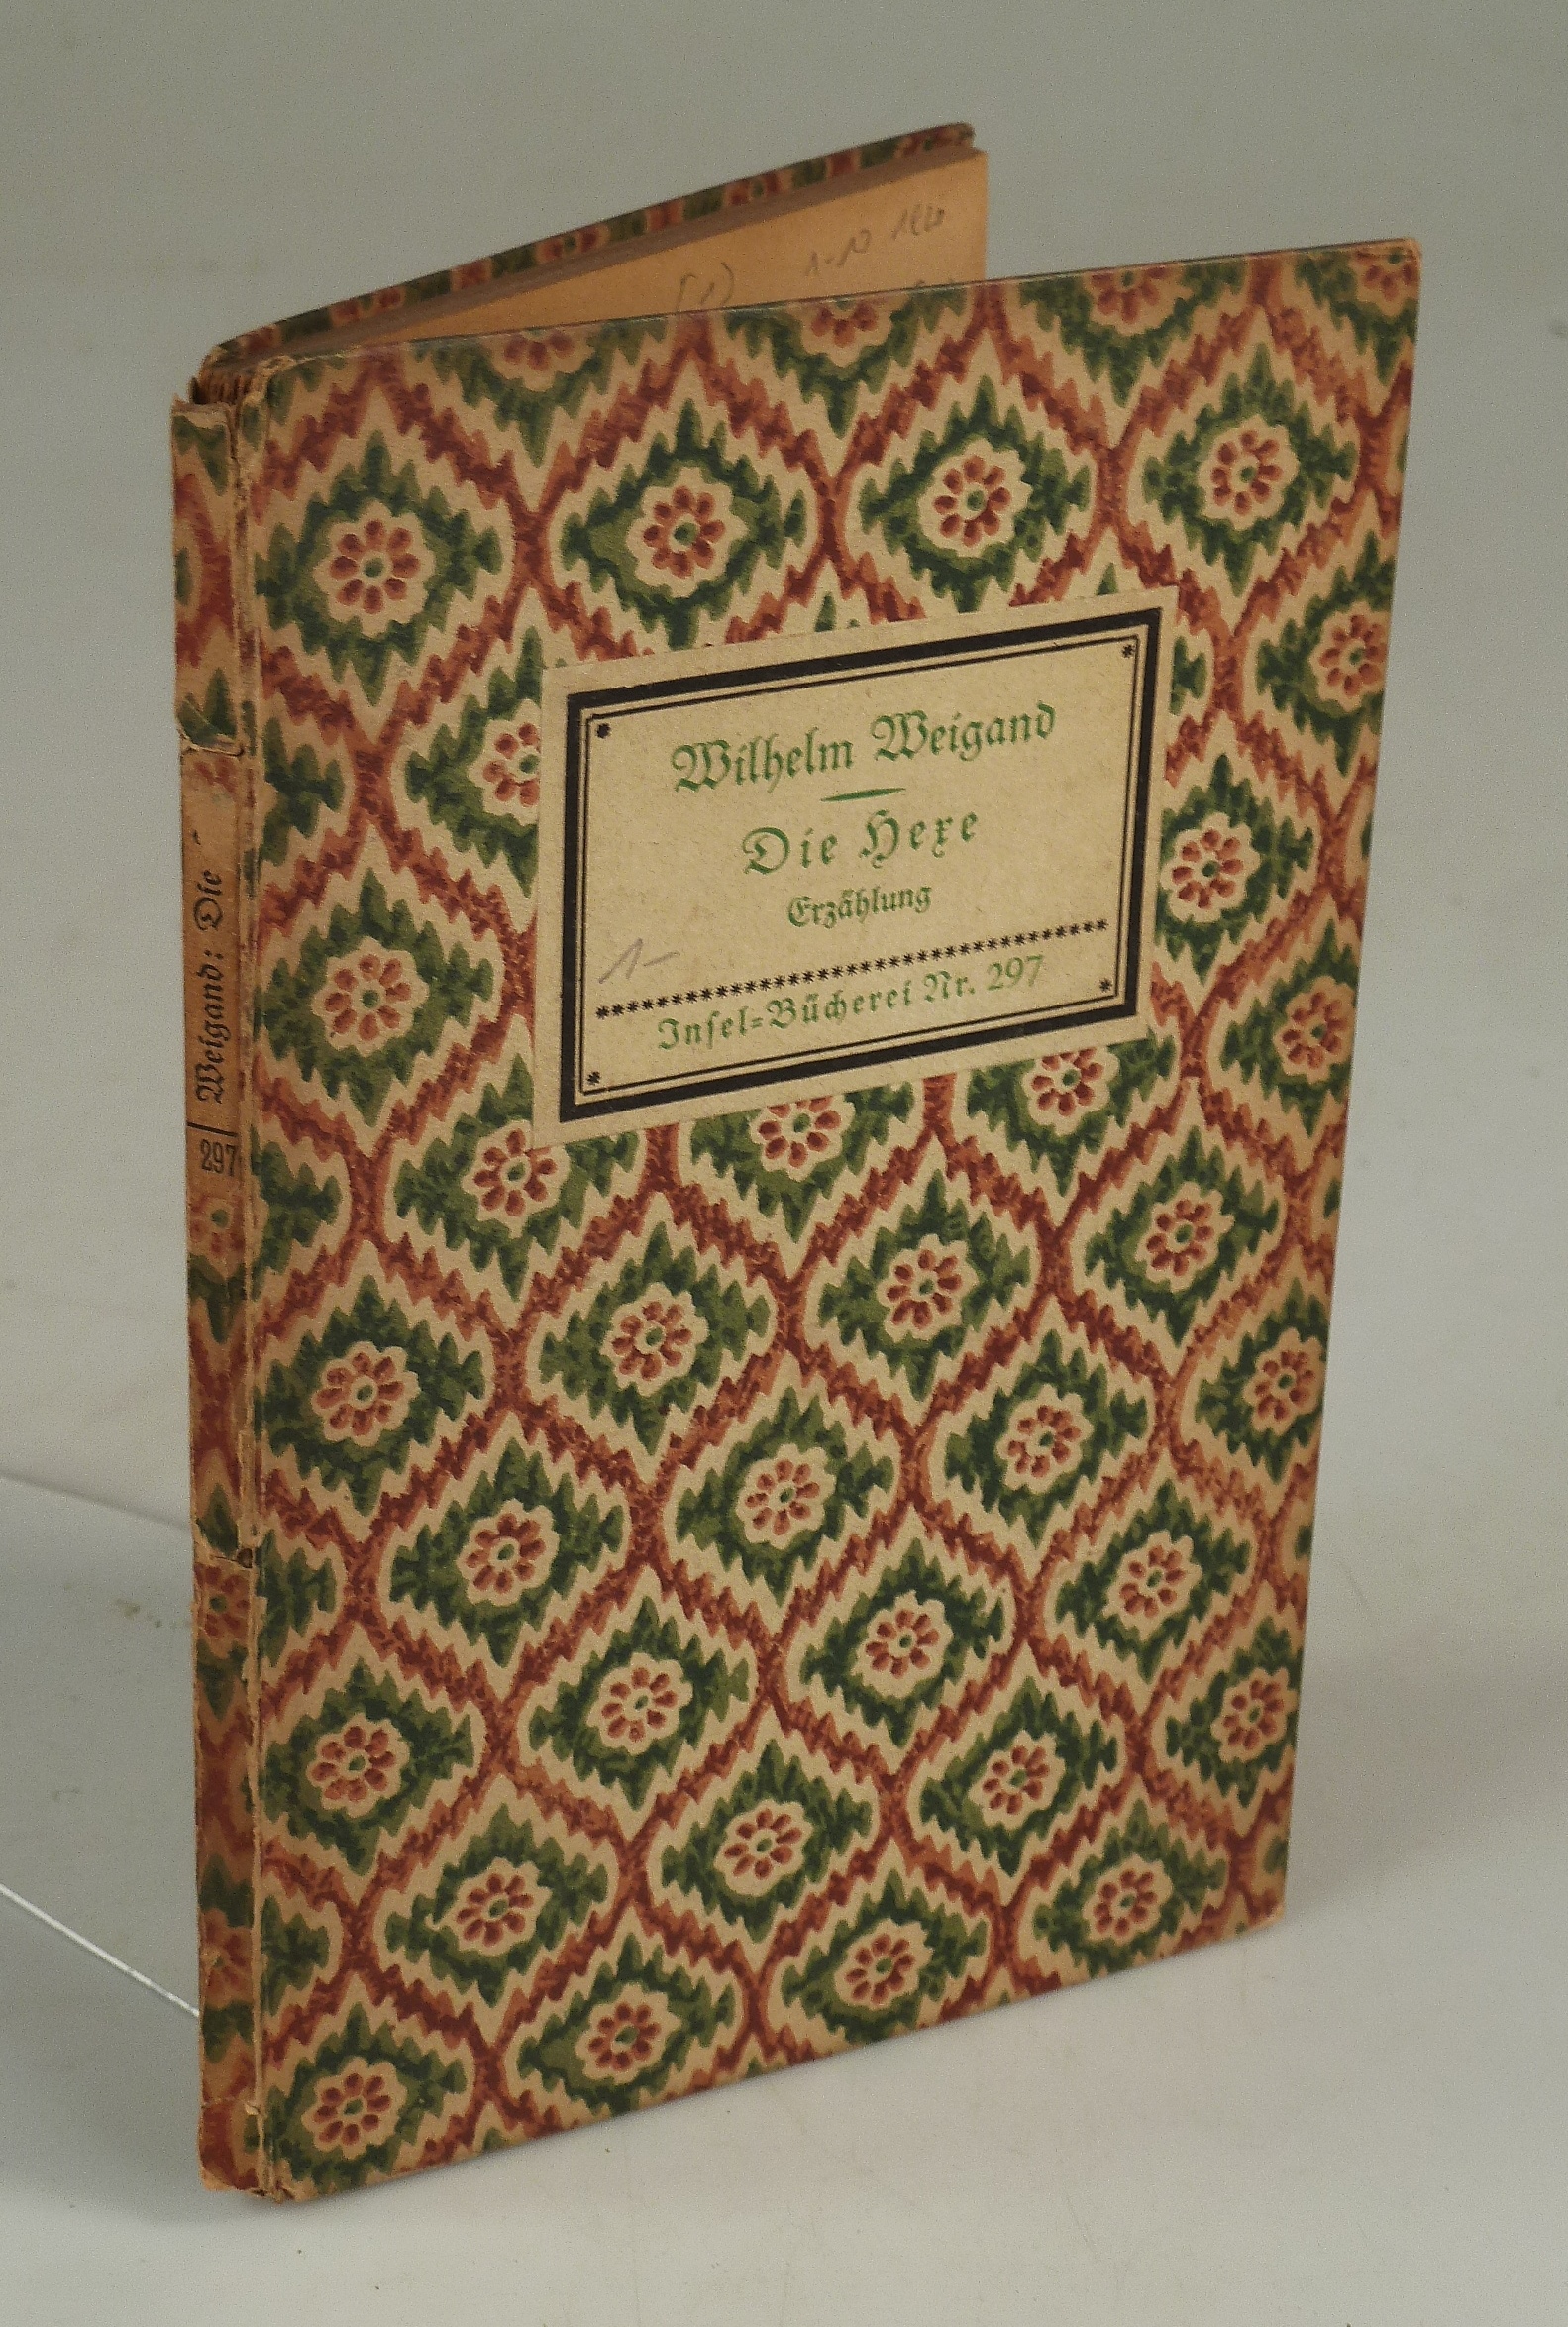 Wilhelm Weigand
Die Hexe
Erzählung
1-
Insel-Bücherei Nr. 297
297 | Weigand: Die